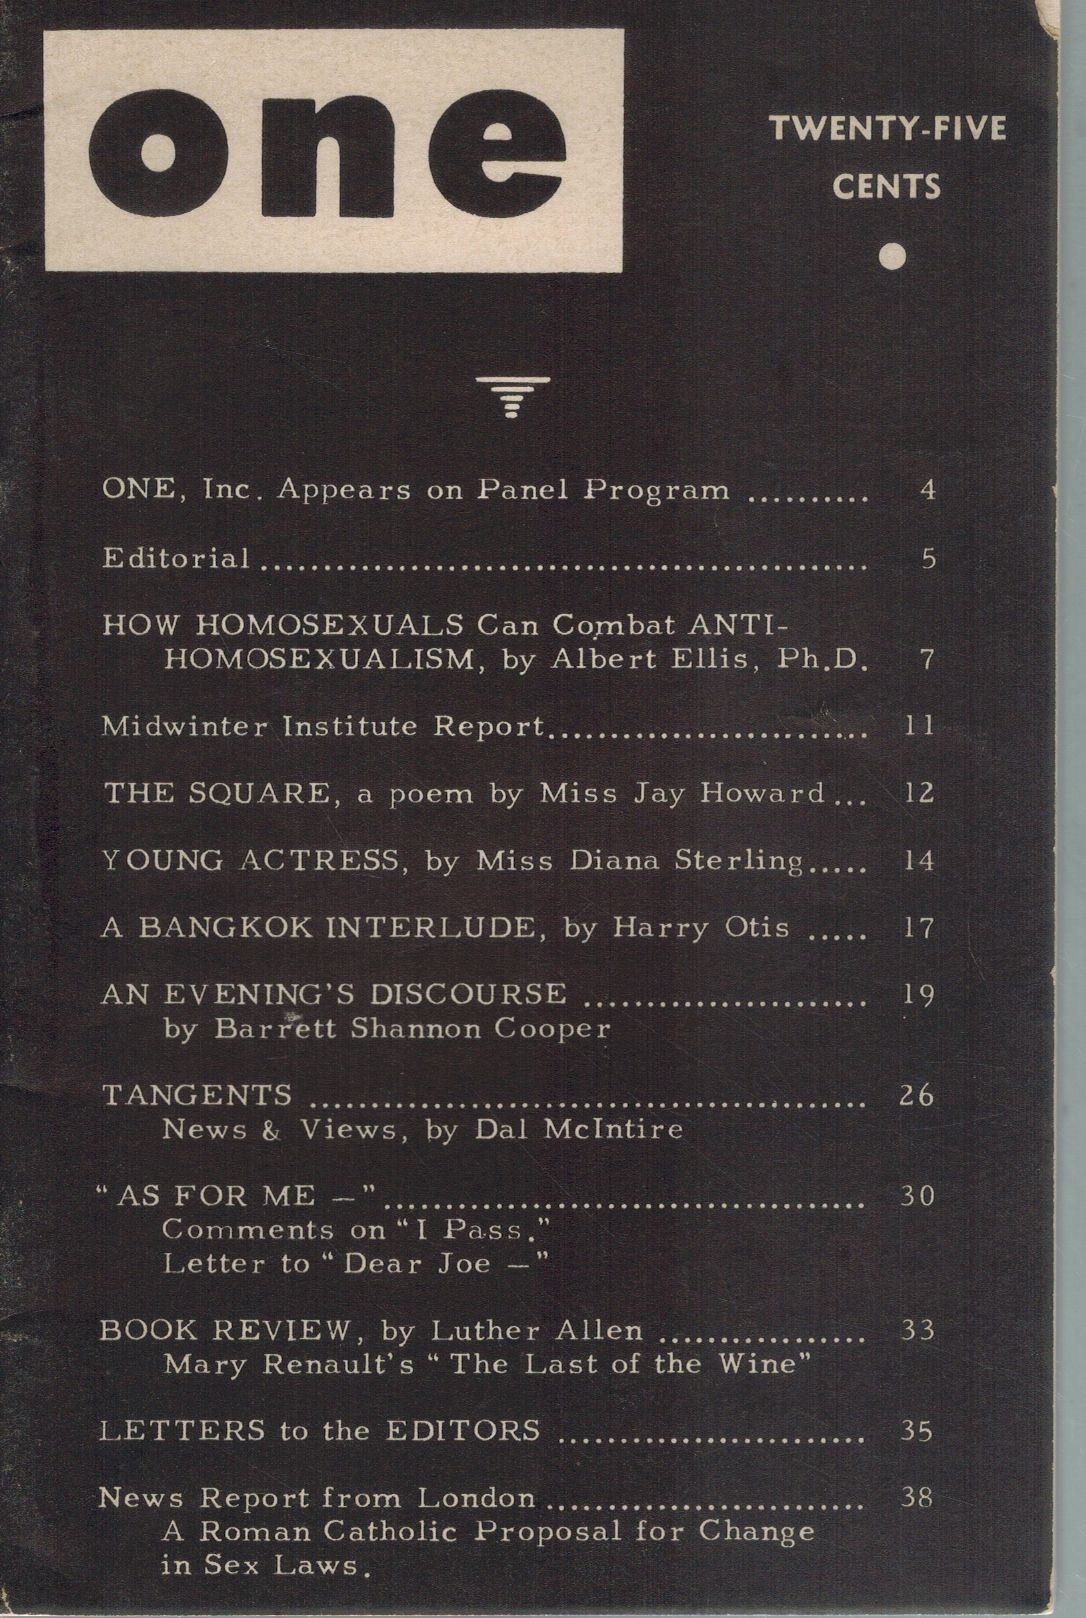 one
TWENTY-FIVE
CENTS
ONE, Inc. Appears on Panel Program .......... 4
Editorial ................................................. 5
HOW HOMOSEXUALS Can Combat ANTI-
HOMOSEXUALISM, by Albert Ellis, Ph.D. 7
Midwinter Institute Report.......................... 11
THE SQUARE, a poem by Miss Jay Howard... 12
YOUNG ACTRESS, by Miss Diana Sterling..... 14
A BANGKOK INTERLUDE, by Harry Otis ..... 17
AN EVENING'S DISCOURSE ....................... 19
by Barrett Shannon Cooper
TANGENTS ............................................. 26
News & Views, by Dal McIntire
"AS FOR ME —"....................................... 30
Comments on "I Pass."
Letter to "Dear Joe —"
BOOK REVIEW, by Luther Allen ................. 33
Mary Renault's "The Last of the Wine"
LETTERS to the EDITORS ......................... 35
News Report from London .......................... 38
A Roman Catholic Proposal for Change
in Sex Laws.